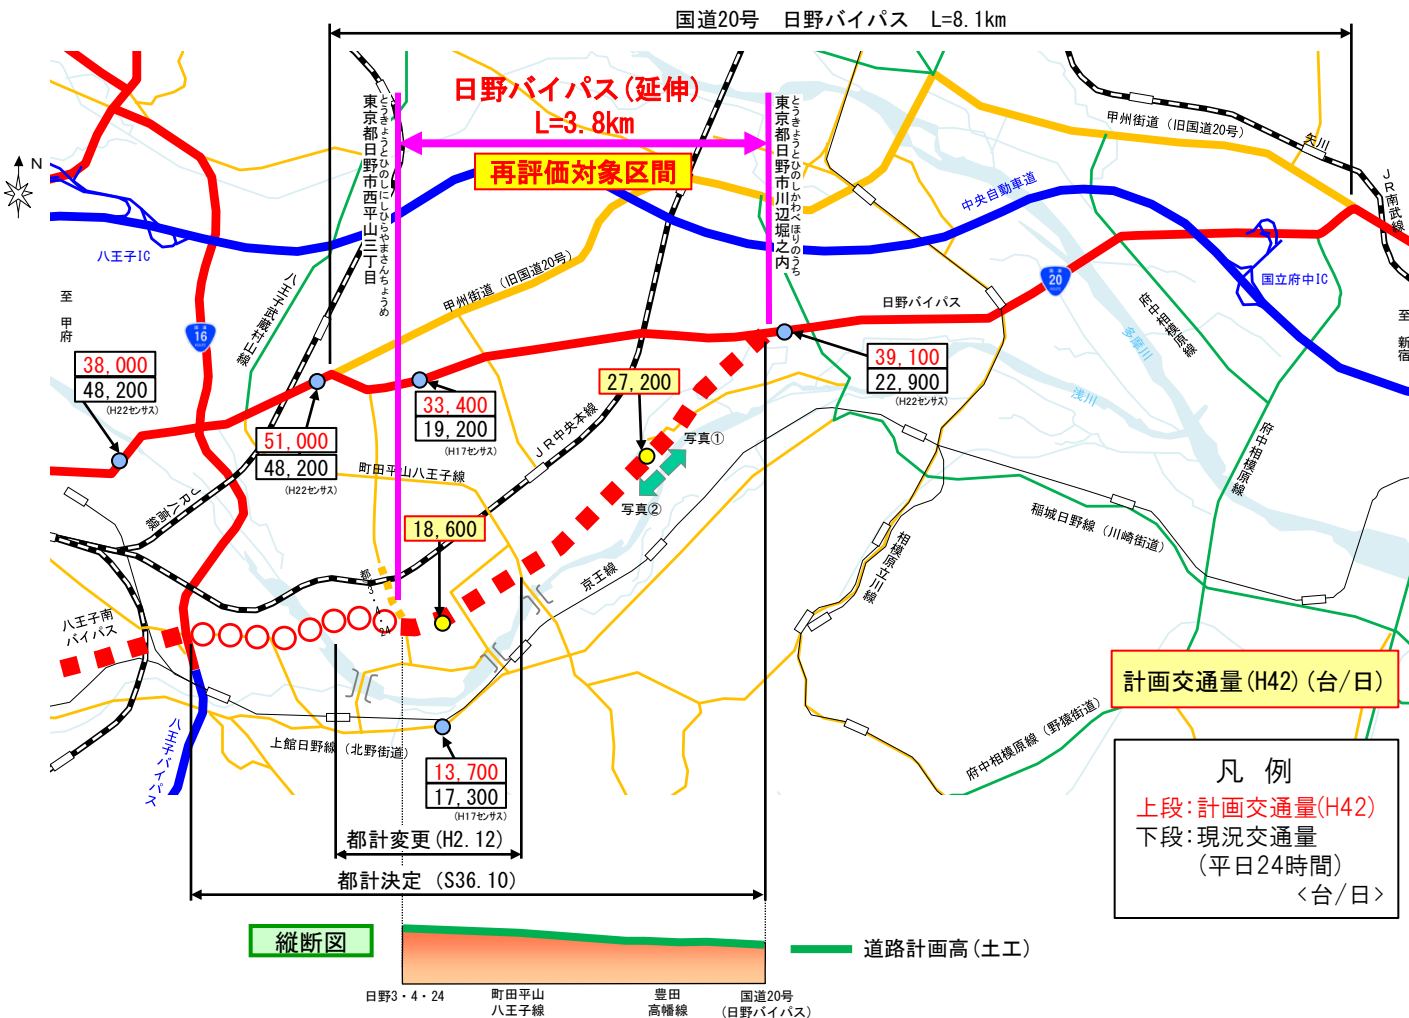 国道20号 日野バイパス L=8.1km
日野バイパス(延伸)
L=3.8km
再評価対象区間
東京都日野市西平山三丁目
とうきょうとひのしにしひらやまさんちょうめ
東京都日野市川辺堀之内
とうきょうとひのしかわべほりのうち
N
甲州街道(旧国道20号)
矢川
JR南武線
中央自動車道
八王子IC
国立府中IC
八王子武蔵村山線
甲州街道(旧国道20号)
日野バイパス
国道
20
ROUTE
国道
16
ROUTE
府中相模原線
多摩川
浅川
至 甲府
至 新宿
38,000
48,200
(H22センサス)
51,000
48,200
(H22センサス)
33,400
19,200
(H17センサス)
27,200
39,100
22,900
(H22センサス)
JR中央本線
JR八高線
町田平山八王子線
写真①
写真②
18,600
府中相模原線
稲城日野線(川崎街道)
相模原立川線
京王線
都3・4・24
八王子南
バイパス
八王子バイパス
上館日野線(北野街道)
13,700
17,300
(H17センサス)
府中相模原線(野猿街道)
計画交通量(H42)(台/日)
凡 例
上段:計画交通量(H42)
下段:現況交通量
(平日24時間)
<台/日>
都計変更(H2.12)
都計決定(S36.10)
縦断図
道路計画高(土工)
日野3・4・24
町田平山
八王子線
豊田
高幡線
国道20号
(日野バイパス)